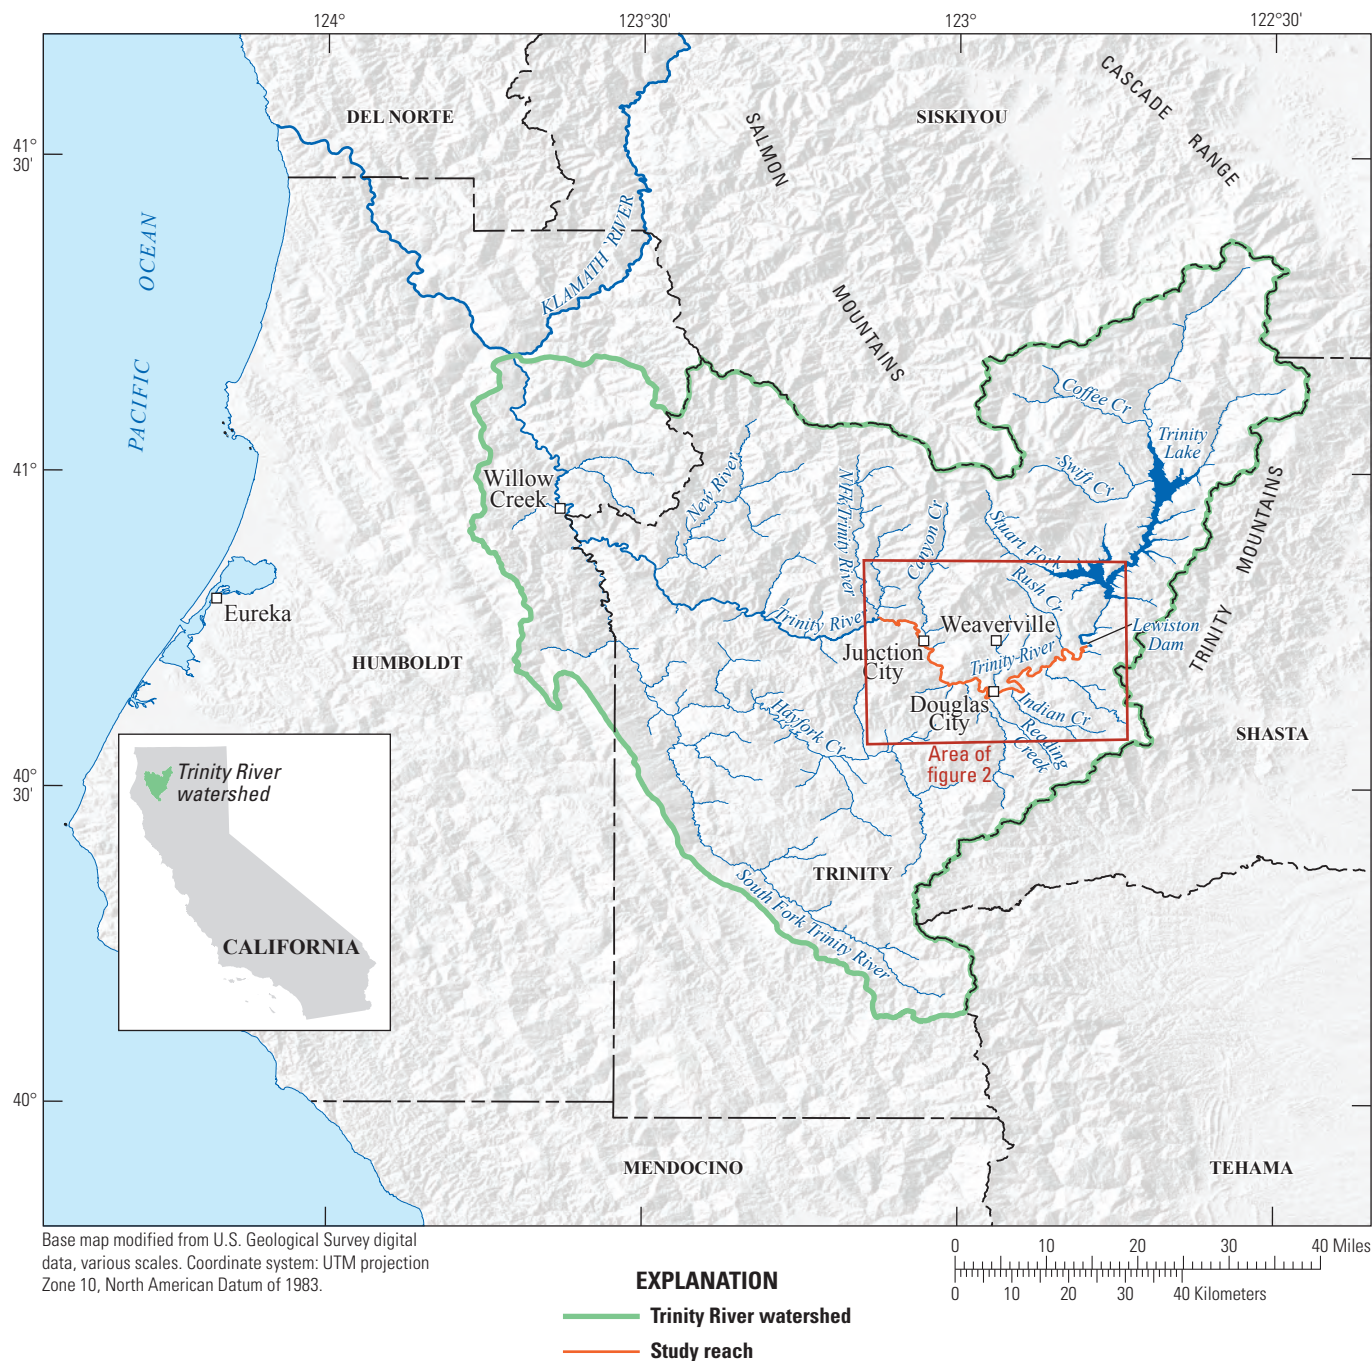 124°
123°30'
123°
122°30'
41°
30'
41°
40°
30'
40°
DEL NORTE
SISKIYOU
CASCADE RANGE
SALMON
MOUNTAINS
PACIFIC OCEAN
KLAMATH RIVER
Coffee Cr
Trinity
Lake
Swift Cr
Willow
Creek
New River
NFk Trinity River
Canyon Cr
Stuart Fork
Rush Cr
TRINITY MOUNTAINS
Eureka
Trinity River
Weaverville
Lewiston
Dam
HUMBOLDT
Junction
City
Trinity River
Douglas
City
Indian Cr
Reading
Creek
Hayfork Cr
SHASTA
Area of
figure 2
Trinity River
watershed
CALIFORNIA
TRINITY
South Fork Trinity River
MENDOCINO
TEHAMA
Base map modified from U.S. Geological Survey digital
data, various scales. Coordinate system: UTM projection
Zone 10, North American Datum of 1983.
0 10 20 30 40 Miles
0 10 20 30 40 Kilometers
EXPLANATION
Trinity River watershed
Study reach